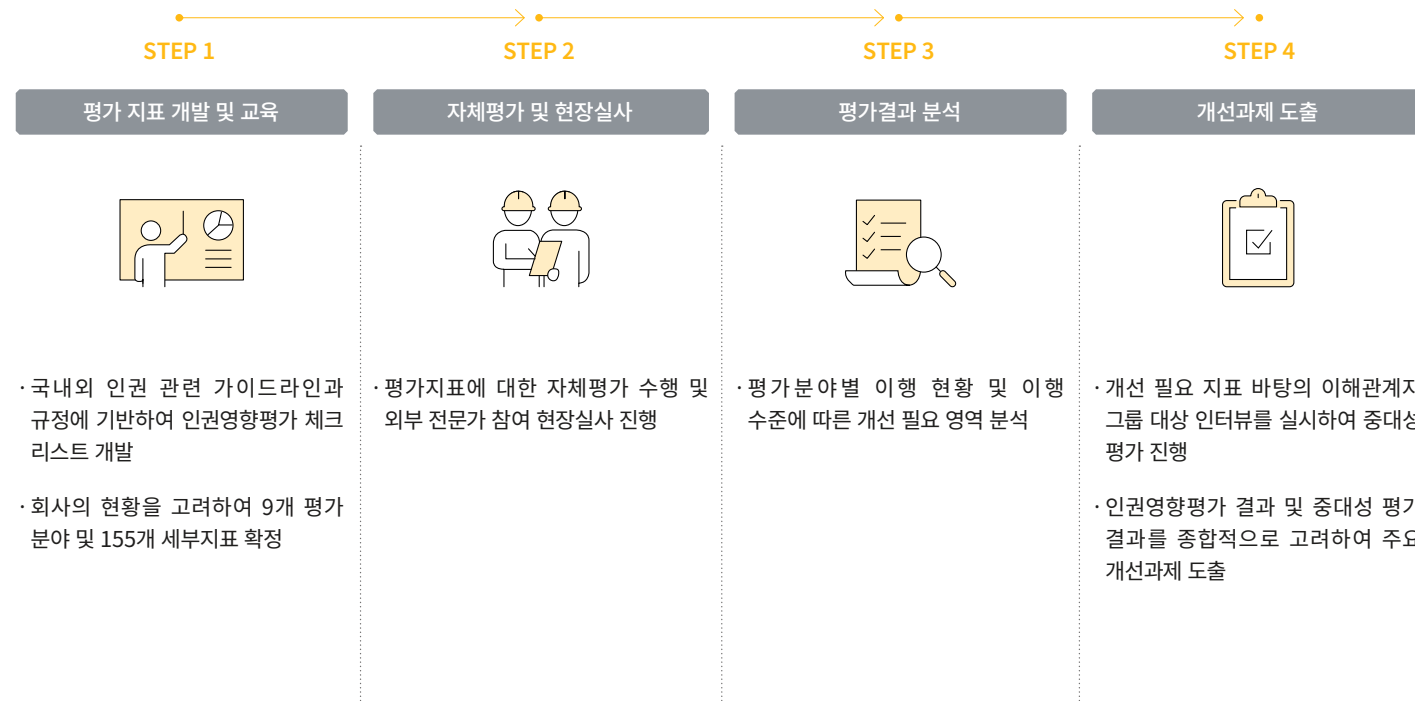 STEP 1
STEP 2
STEP 3
STEP 4
평가 지표 개발 및 교육
자체평가 및 현장실사
평가결과 분석
개선과제 도출
· 국내외 인권 관련 가이드라인과
규정에 기반하여 인권영향평가 체크
리스트 개발
· 회사의 현황을 고려하여 9개 평가
분야 및 155개 세부지표 확정
· 평가지표에 대한 자체평가 수행 및
외부 전문가 참여 현장실사 진행
· 평가분야별 이행 현황 및 이행
수준에 따른 개선 필요 영역 분석
· 개선 필요 지표 바탕의 이해관계자
그룹 대상 인터뷰를 실시하여 중대성
평가 진행
· 인권영향평가 결과 및 중대성 평가
결과를 종합적으로 고려하여 주요
개선과제 도출